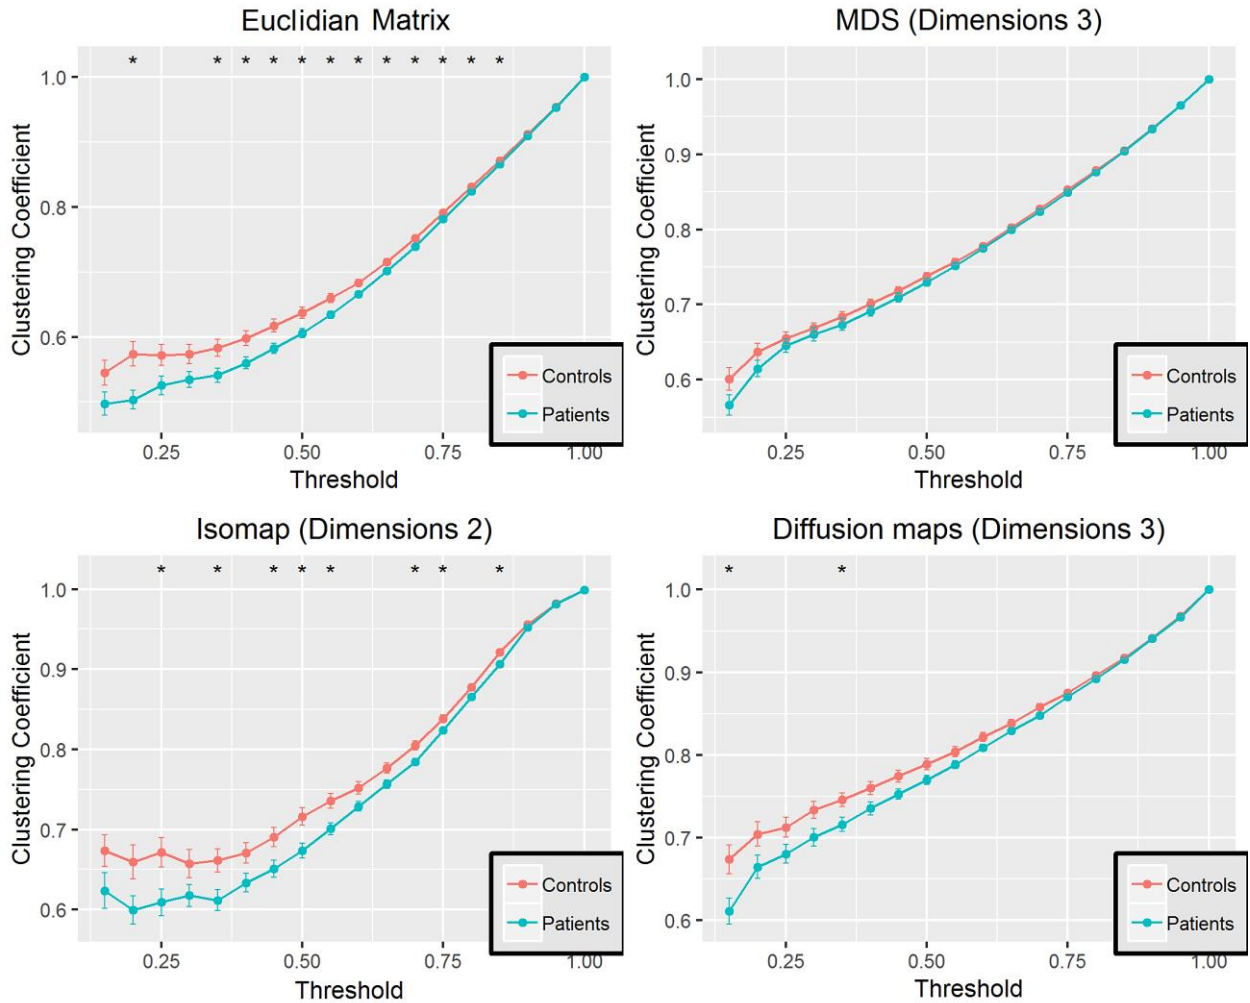 Euclidian Matrix
* * * * * * * * * * * *
1.0
0.8
0.6
Clustering Coefficient
0.25 0.50 0.75 1.00
Threshold
Controls
Patients
MDS (Dimensions 3)
1.0
0.9
0.8
0.7
0.6
Clustering Coefficient
0.25 0.50 0.75 1.00
Threshold
Controls
Patients
Isomap (Dimensions 2)
* * * * * * * *
1.0
0.9
0.8
0.7
0.6
Clustering Coefficient
0.25 0.50 0.75 1.00
Threshold
Controls
Patients
Diffusion maps (Dimensions 3)
* *
1.0
0.9
0.8
0.7
0.6
Clustering Coefficient
0.25 0.50 0.75 1.00
Threshold
Controls
Patients